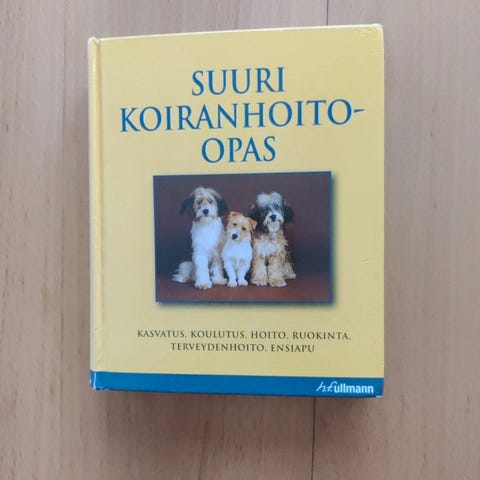 SUURI
KOIRANHOITO-
OPAS
KASVATUS, KOULUTUS, HOITO, RUOKINTA,
TERVEYDENHOITO, ENSIAPU
h.f.ullmann